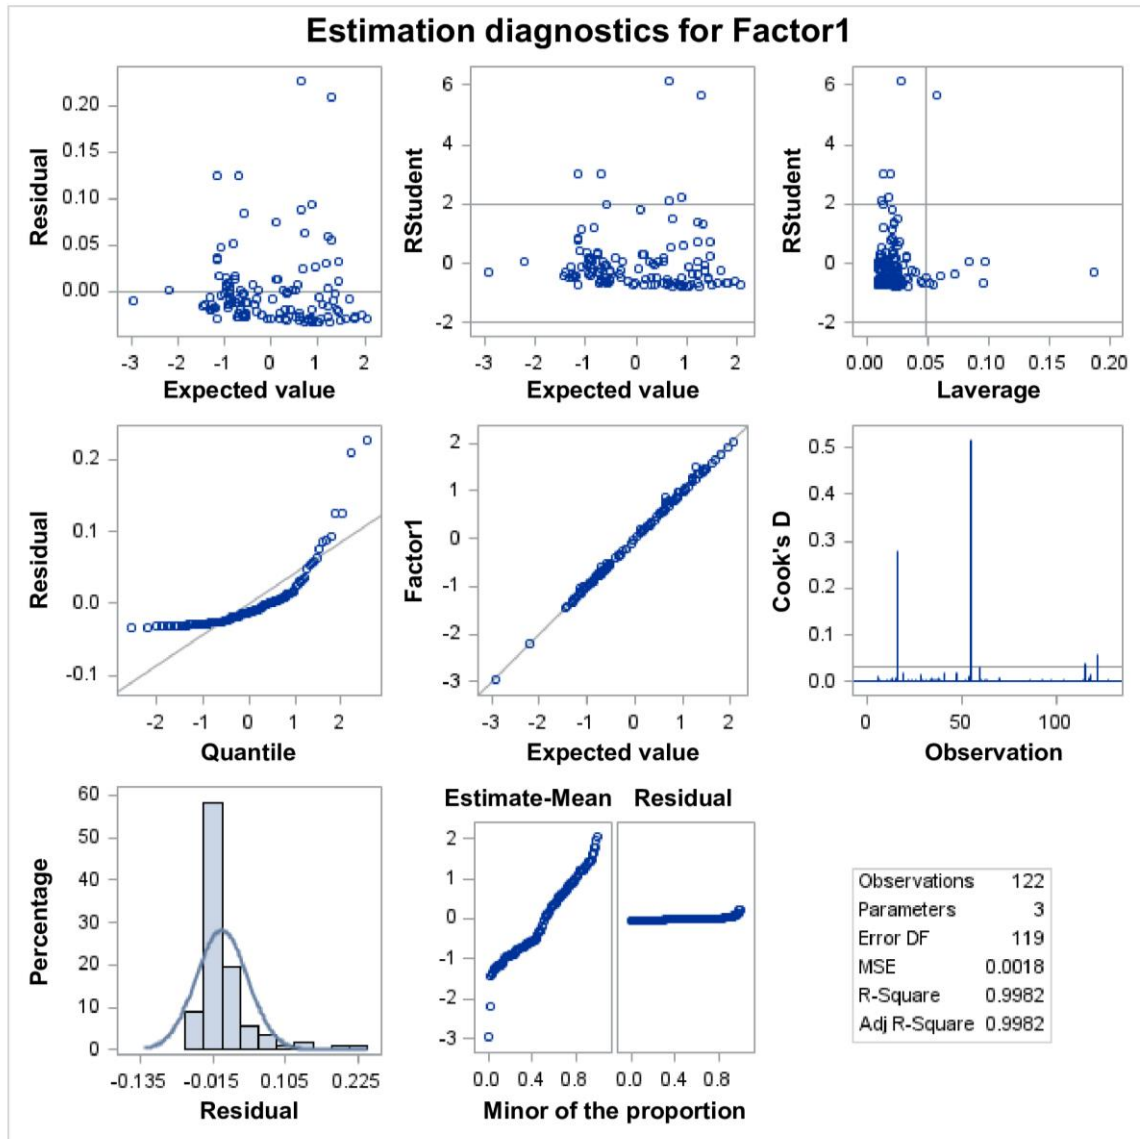 Estimation diagnostics for Factor1
Residual
0.20
0.15
0.10
0.05
0.00
-3 -2 -1 0 1 2
Expected value
RStudent
6
4
2
0
-2
-3 -2 -1 0 1 2
Expected value
RStudent
6
4
2
0
-2
0.00 0.05 0.10 0.15 0.20
Laverage
Residual
0.2
0.1
0.0
-0.1
-2 -1 0 1 2
Quantile
Factor1
2
1
0
-1
-2
-3
-3 -2 -1 0 1 2
Expected value
Cook's D
0.5
0.4
0.3
0.2
0.1
0.0
0 50 100
Observation
Percentage
60
50
40
30
20
10
0
-0.135 -0.015 0.105 0.225
Residual
Estimate-Mean Residual
2
1
0
-1
-2
-3
0.0 0.4 0.8 0.0 0.4 0.8
Minor of the proportion
Observations 122
Parameters 3
Error DF 119
MSE 0.0018
R-Square 0.9982
Adj R-Square 0.9982